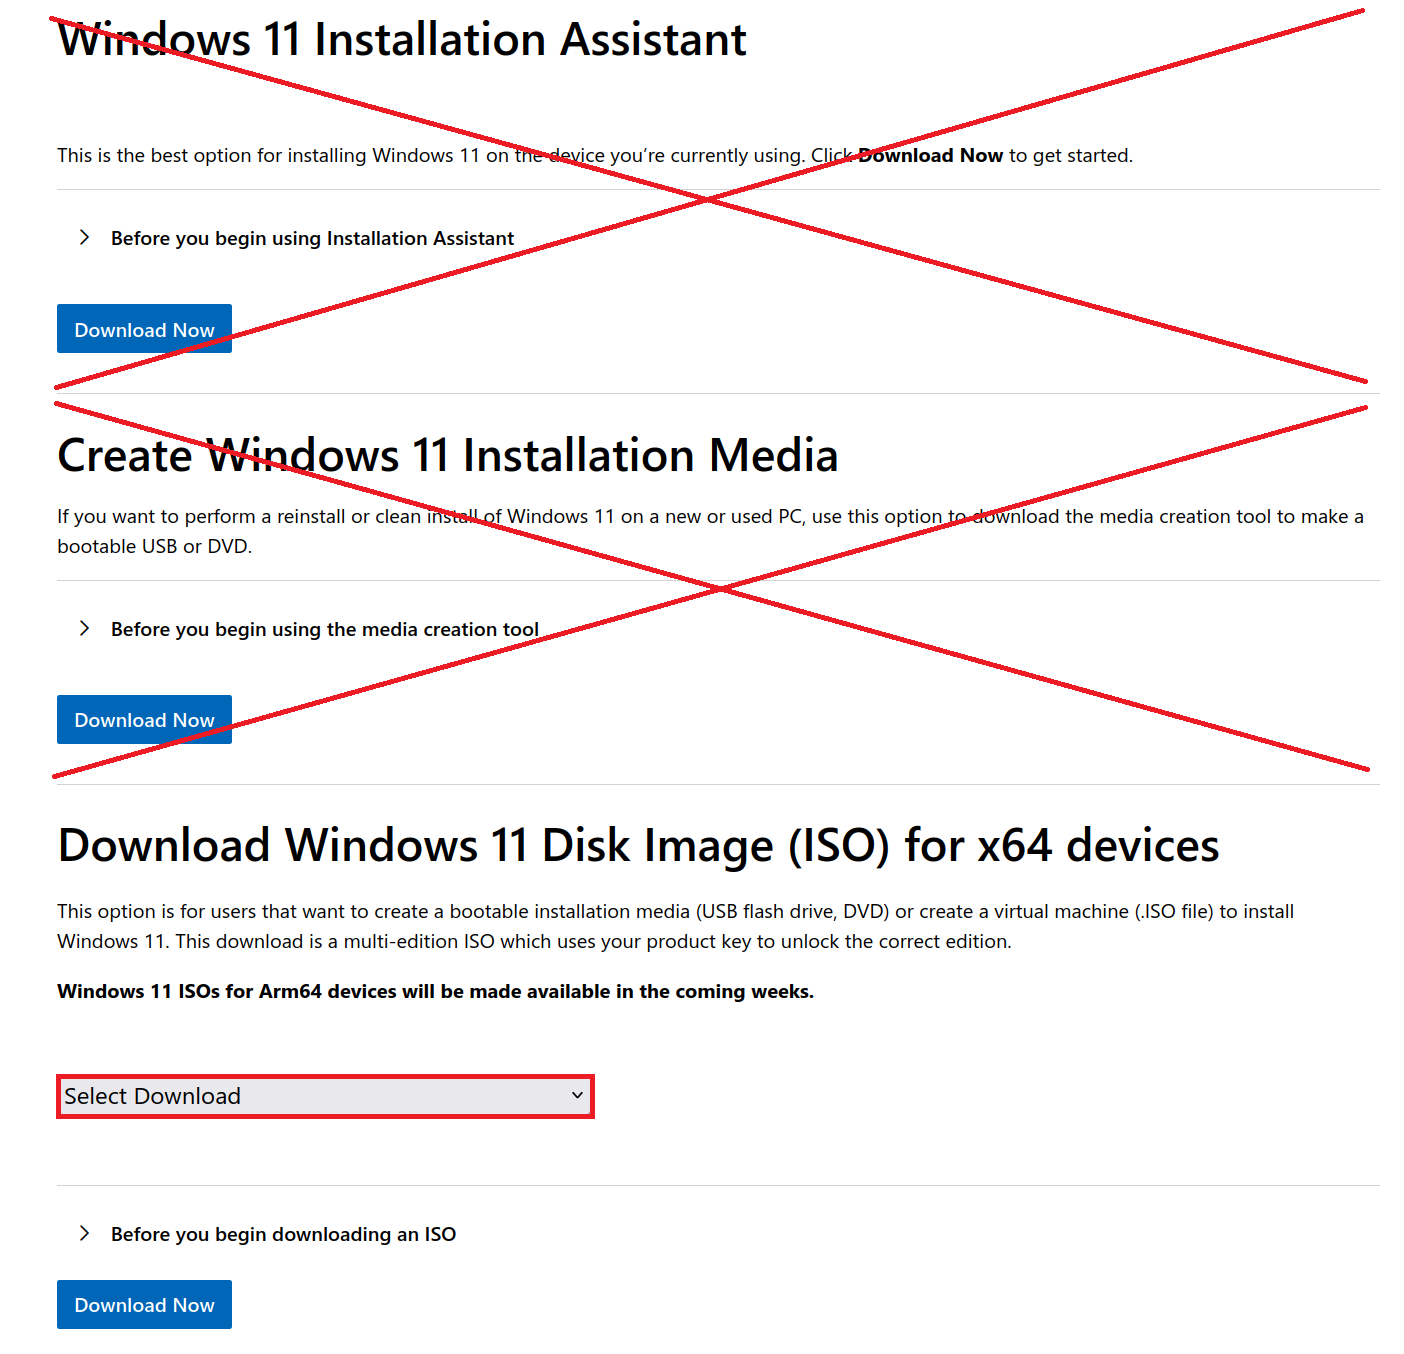 Windows 11 Installation Assistant
This is the best option for installing Windows 11 on the device you’re currently using. Click Download Now to get started.
Before you begin using Installation Assistant
Download Now
Create Windows 11 Installation Media
If you want to perform a reinstall or clean install of Windows 11 on a new or used PC, use this option to download the media creation tool to make a
bootable USB or DVD.
Before you begin using the media creation tool
Download Now
Download Windows 11 Disk Image (ISO) for x64 devices
This option is for users that want to create a bootable installation media (USB flash drive, DVD) or create a virtual machine (.ISO file) to install
Windows 11. This download is a multi-edition ISO which uses your product key to unlock the correct edition.
Windows 11 ISOs for Arm64 devices will be made available in the coming weeks.
Select Download
Before you begin downloading an ISO
Download Now